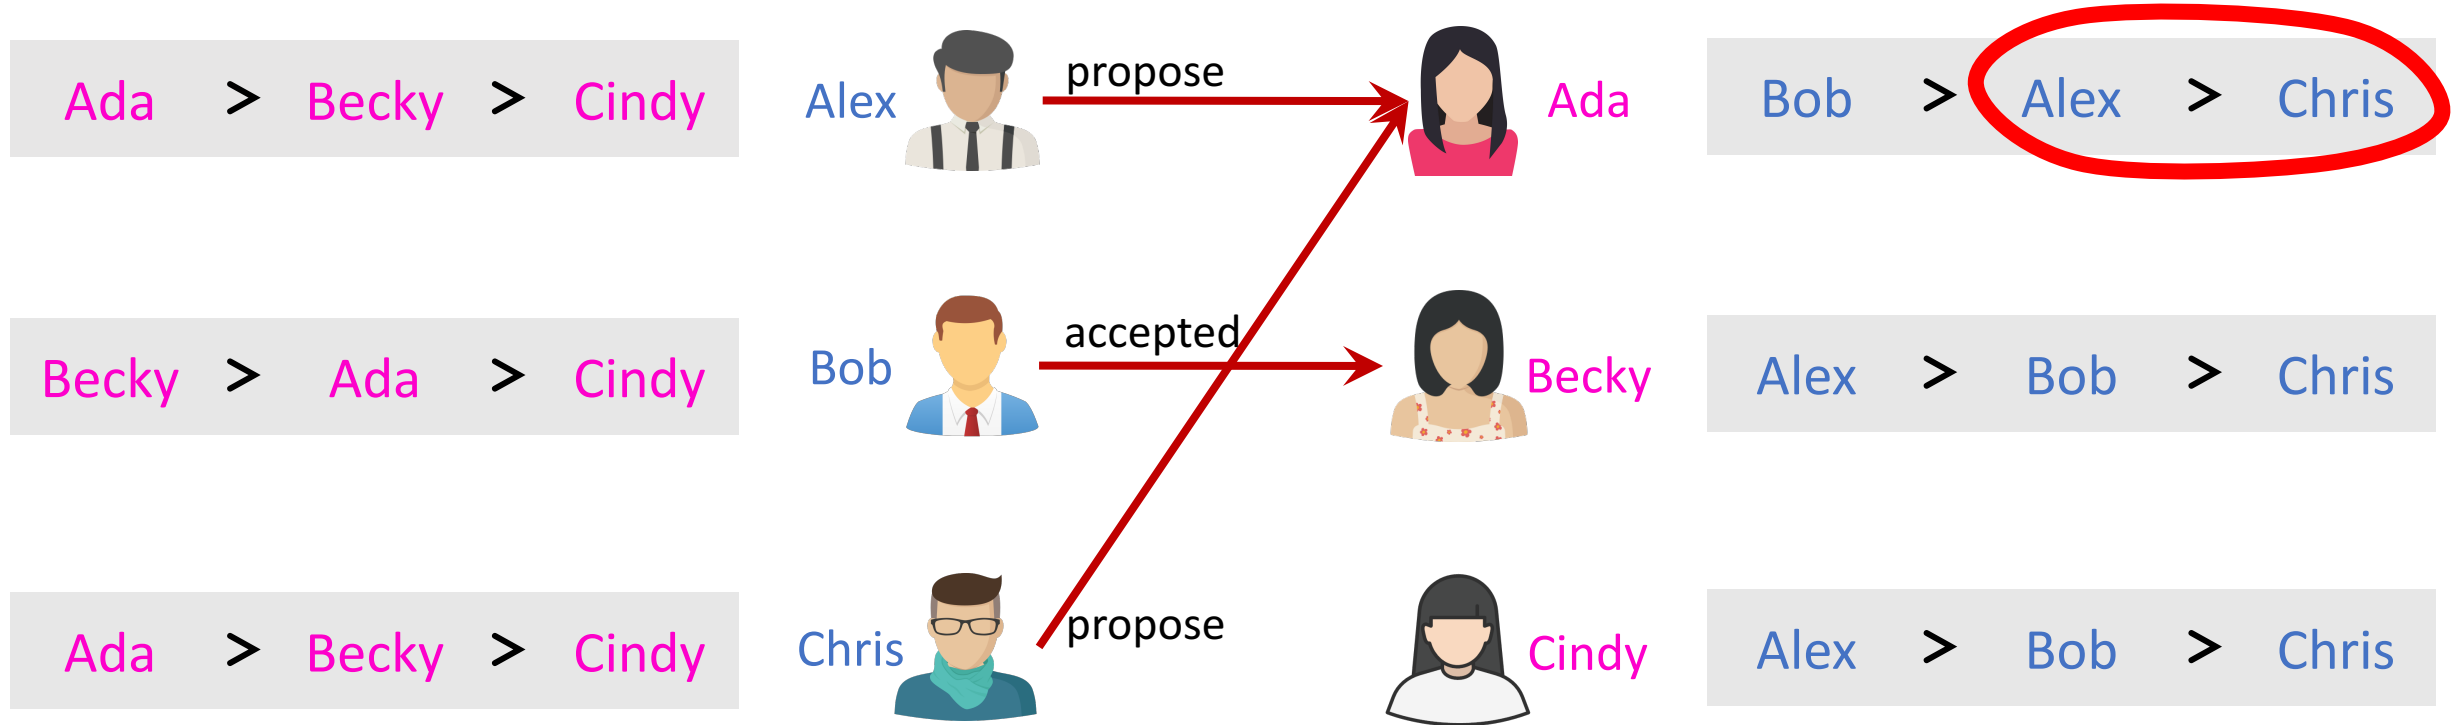 Ada > Becky > Cindy
Alex
propose
Ada
Bob > Alex > Chris
Becky > Ada > Cindy
Bob
accepted
Becky
Alex > Bob > Chris
Ada > Becky > Cindy
Chris
propose
Cindy
Alex > Bob > Chris